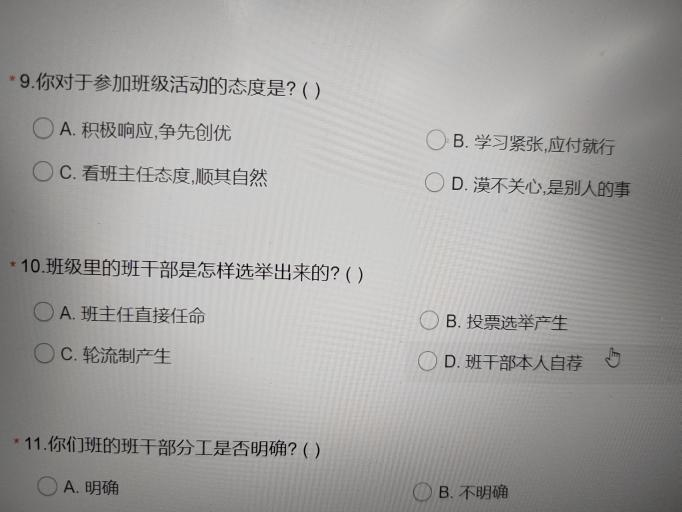 *9.你对于参加班级活动的态度是?( )
A. 积极响应,争先创优
B. 学习紧张,应付就行
C. 看班主任态度,顺其自然
D. 漠不关心,是别人的事
*10.班级里的班干部是怎样选举出来的?( )
A. 班主任直接任命
B. 投票选举产生
C. 轮流制产生
D. 班干部本人自荐
*11.你们班的班干部分工是否明确?( )
A. 明确
B. 不明确